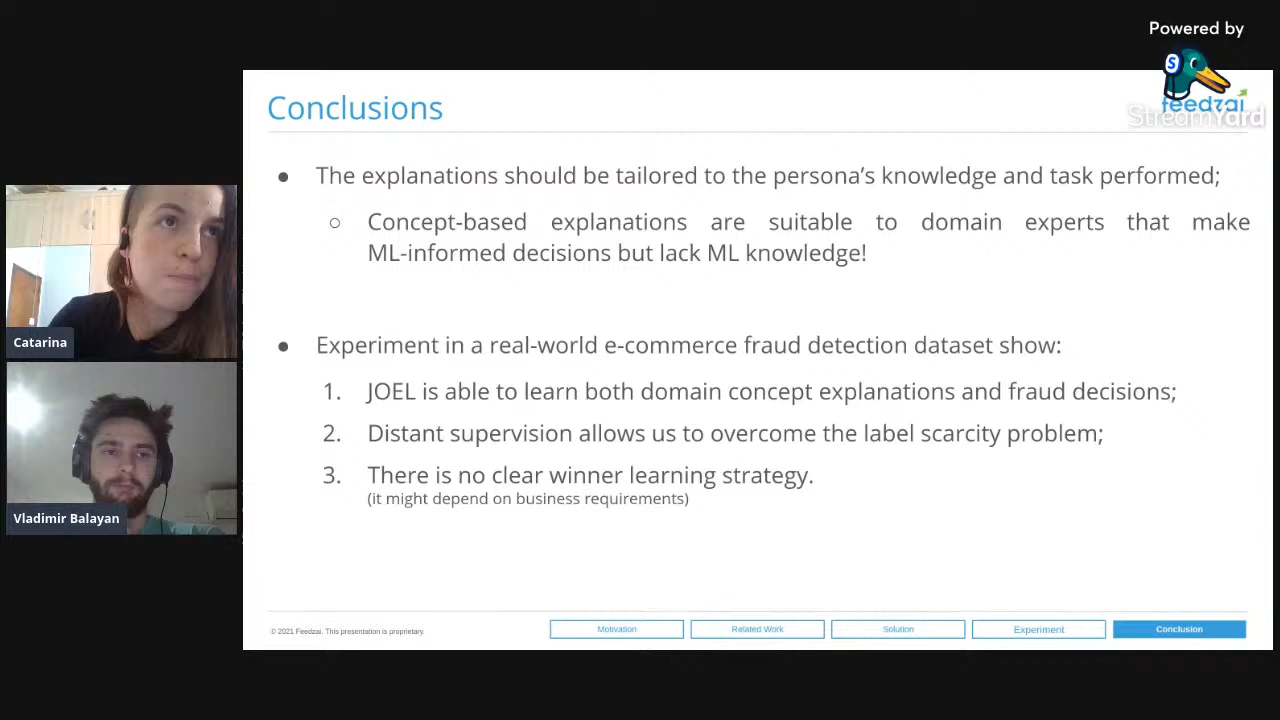 Powered by
S
feedzai
StreamYard
Conclusions
● The explanations should be tailored to the persona’s knowledge and task performed;
○ Concept-based explanations are suitable to domain experts that make
ML-informed decisions but lack ML knowledge!
● Experiment in a real-world e-commerce fraud detection dataset show:
1. JOEL is able to learn both domain concept explanations and fraud decisions;
2. Distant supervision allows us to overcome the label scarcity problem;
3. There is no clear winner learning strategy.
(it might depend on business requirements)
Catarina
Vladimir Balayan
© 2021 Feedzai. This presentation is proprietary.
Motivation
Related Work
Solution
Experiment
Conclusion